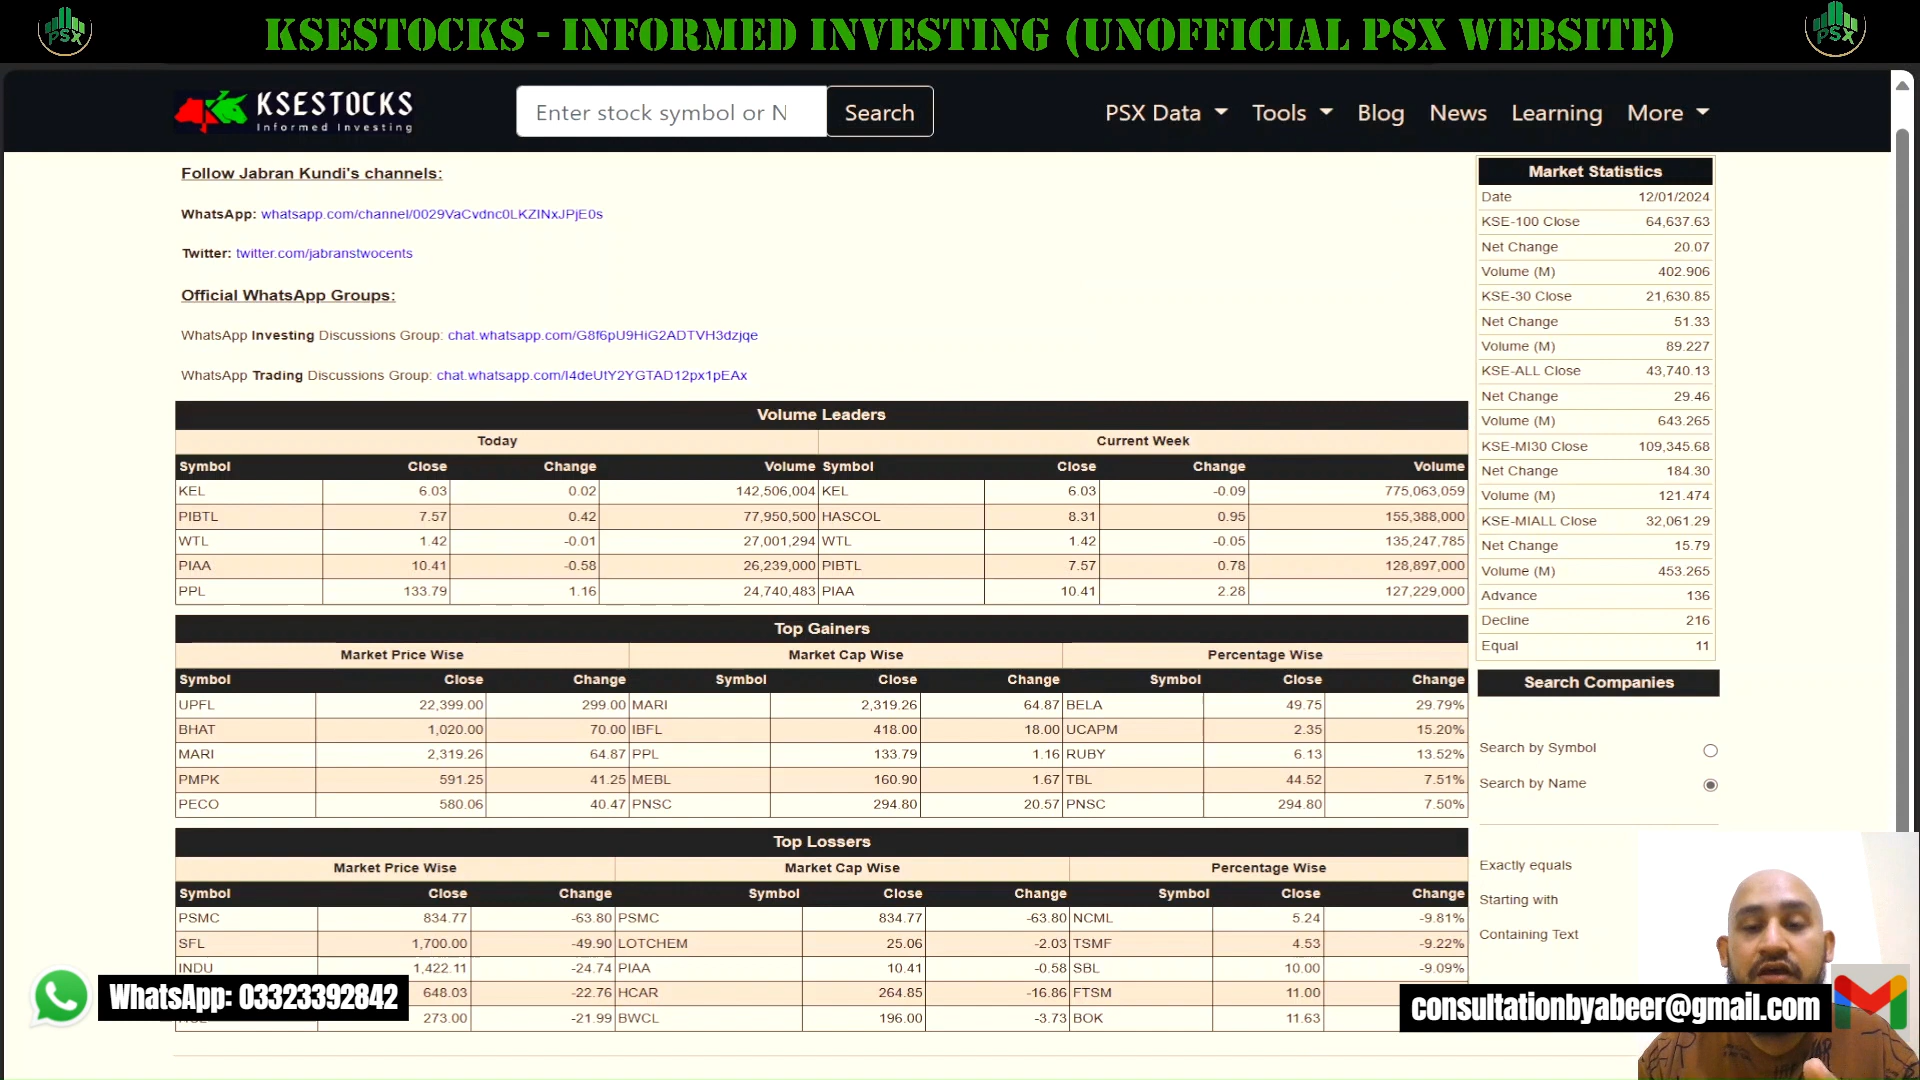 KSESTOCKS - INFORMED INVESTING (UNOFFICIAL PSX WEBSITE)
PSX
PSX
KSESTOCKS
Informed Investing
Enter stock symbol or N
Search
PSX Data
Tools
Blog
News
Learning
More
Follow Jabran Kundi's channels:
WhatsApp: whatsapp.com/channel/0029VaCvdnc0LKZINxJPjE0s
Twitter: twitter.com/jabranstwocents
Official WhatsApp Groups:
WhatsApp Investing Discussions Group: chat.whatsapp.com/G8f6pU9HiG2ADTVH3dzjqe
WhatsApp Trading Discussions Group: chat.whatsapp.com/I4deUtY2YGTAD12px1pEAx
Volume Leaders
Today Current Week
Symbol Close Change Volume Symbol Close Change Volume
KEL 6.03 0.02 142,506,004 KEL 6.03 -0.09 775,063,059
PIBTL 7.57 0.42 77,950,500 HASCOL 8.31 0.95 155,388,000
WTL 1.42 -0.01 27,001,294 WTL 1.42 -0.05 135,247,785
PIAA 10.41 -0.58 26,239,000 PIBTL 7.57 0.78 128,897,000
PPL 133.79 1.16 24,740,483 PIAA 10.41 2.28 127,229,000
Top Gainers
Market Price Wise Market Cap Wise Percentage Wise
Symbol Close Change Symbol Close Change Symbol Close Change
UPFL 22,399.00 299.00 MARI 2,319.26 64.87 BELA 49.75 29.79%
BHAT 1,020.00 70.00 IBFL 418.00 18.00 UCAPM 2.35 15.20%
MARI 2,319.26 64.87 PPL 133.79 1.16 RUBY 6.13 13.52%
PMPK 591.25 41.25 MEBL 160.90 1.67 TBL 44.52 7.51%
PECO 580.06 40.47 PNSC 294.80 20.57 PNSC 294.80 7.50%
Top Lossers
Market Price Wise Market Cap Wise Percentage Wise
Symbol Close Change Symbol Close Change Symbol Close Change
PSMC 834.77 -63.80 PSMC 834.77 -63.80 NCML 5.24 -9.81%
SFL 1,700.00 -49.90 LOTCHEM 25.06 -2.03 TSMF 4.53 -9.22%
INDU 1,422.11 -24.74 PIAA 10.41 -0.58 SBL 10.00 -9.09%
648.03 -22.76 HCAR 264.85 -16.86 FTSM 11.00
273.00 -21.99 BWCL 196.00 -3.73 BOK 11.63
Market Statistics
Date 12/01/2024
KSE-100 Close 64,637.63
Net Change 20.07
Volume (M) 402.906
KSE-30 Close 21,630.85
Net Change 51.33
Volume (M) 89.227
KSE-ALL Close 43,740.13
Net Change 29.46
Volume (M) 643.265
KSE-MI30 Close 109,345.68
Net Change 184.30
Volume (M) 121.474
KSE-MIALL Close 32,061.29
Net Change 15.79
Volume (M) 453.265
Advance 136
Decline 216
Equal 11
Search Companies
Search by Symbol
Search by Name
Exactly equals
Starting with
Containing Text
WhatsApp: 03323392842
consultationbyabeer@gmail.com